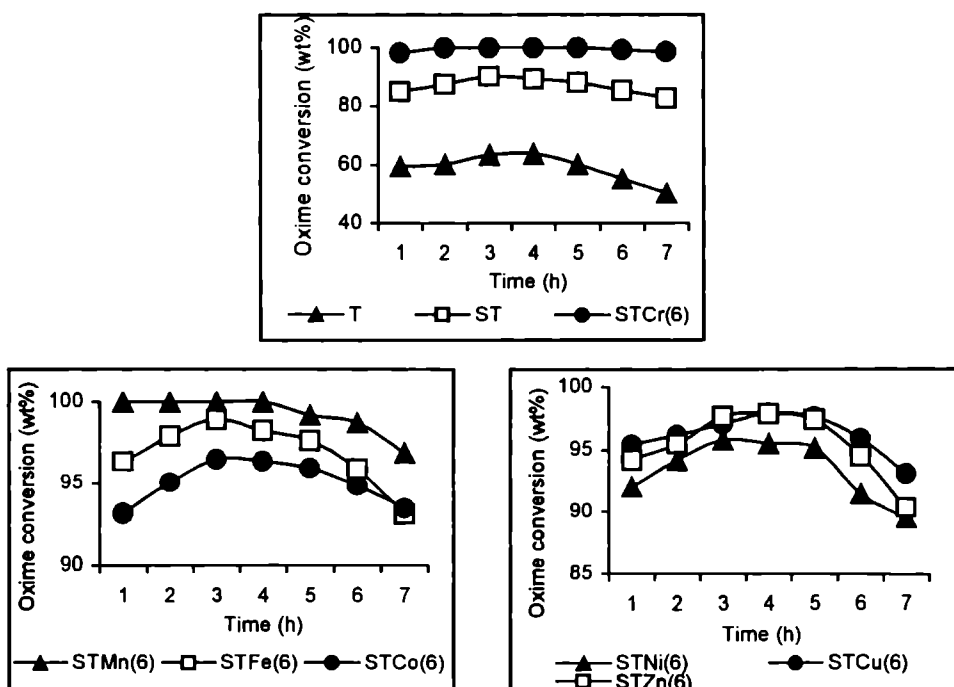 Oxime conversion (wt%)
100
80
60
40
1 2 3 4 5 6 7
Time (h)
T ST STCr(6)
Oxime conversion (wt%)
100
95
90
1 2 3 4 5 6 7
Time (h)
STMn(6) STFe(6) STCo(6)
Oxime conversion (wt%)
100
95
90
85
1 2 3 4 5 6 7
Time (h)
STNi(6) STCu(6)
STZn(6)